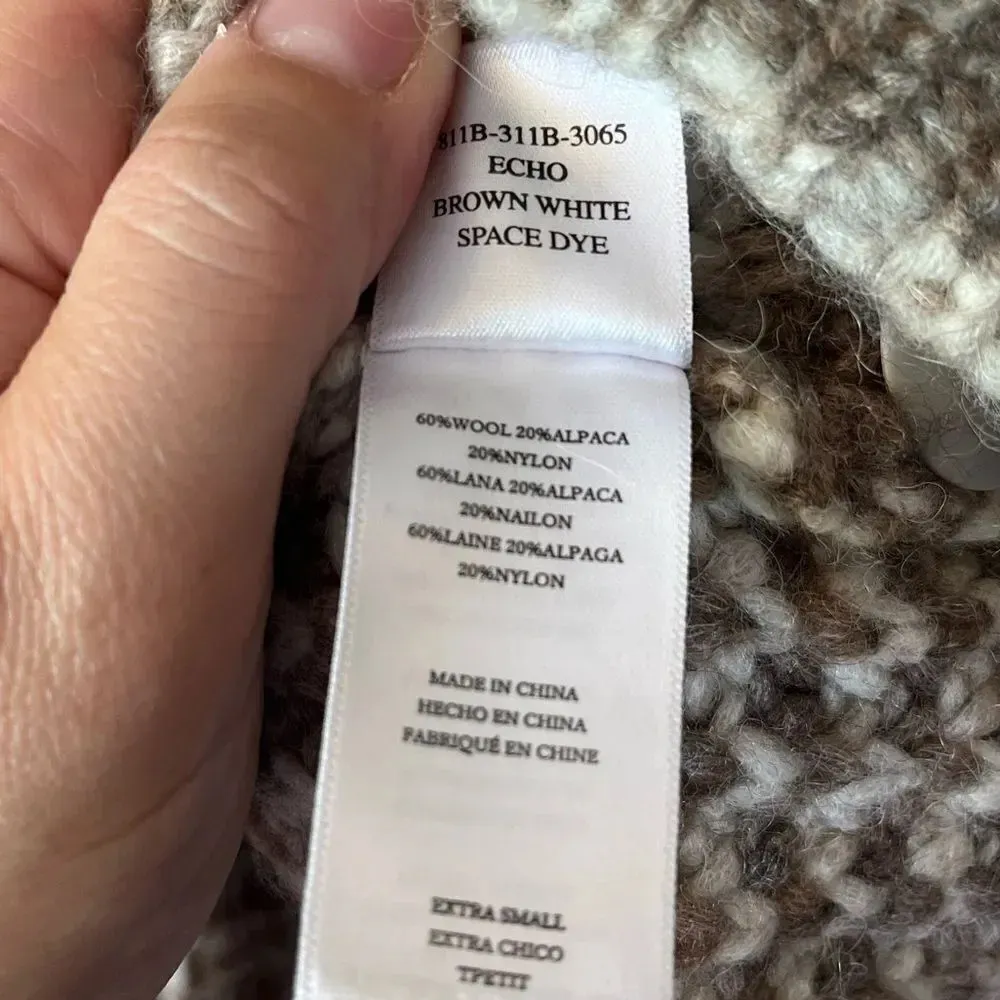 811B-311B-3065
ECHO
BROWN WHITE
SPACE DYE
60%WOOL 20%ALPACA
20%NYLON
60%LANA 20%ALPACA
20%NAILON
60%LAINE 20%ALPAGA
20%NYLON
MADE IN CHINA
HECHO EN CHINA
FABRIQUÉ EN CHINE
EXTRA SMALL
EXTRA CHICO
TPETIT